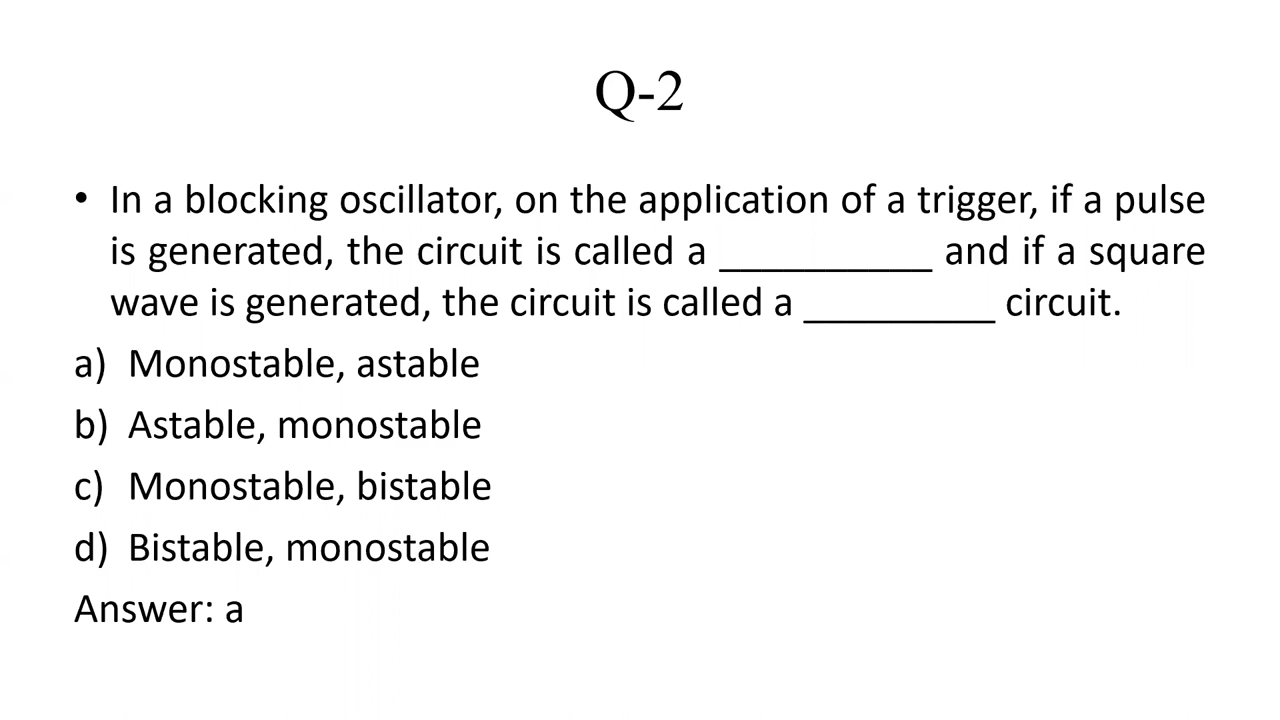 Q-2
• In a blocking oscillator, on the application of a trigger, if a pulse
is generated, the circuit is called a __________ and if a square
wave is generated, the circuit is called a _________ circuit.
a) Monostable, astable
b) Astable, monostable
c) Monostable, bistable
d) Bistable, monostable
Answer: a